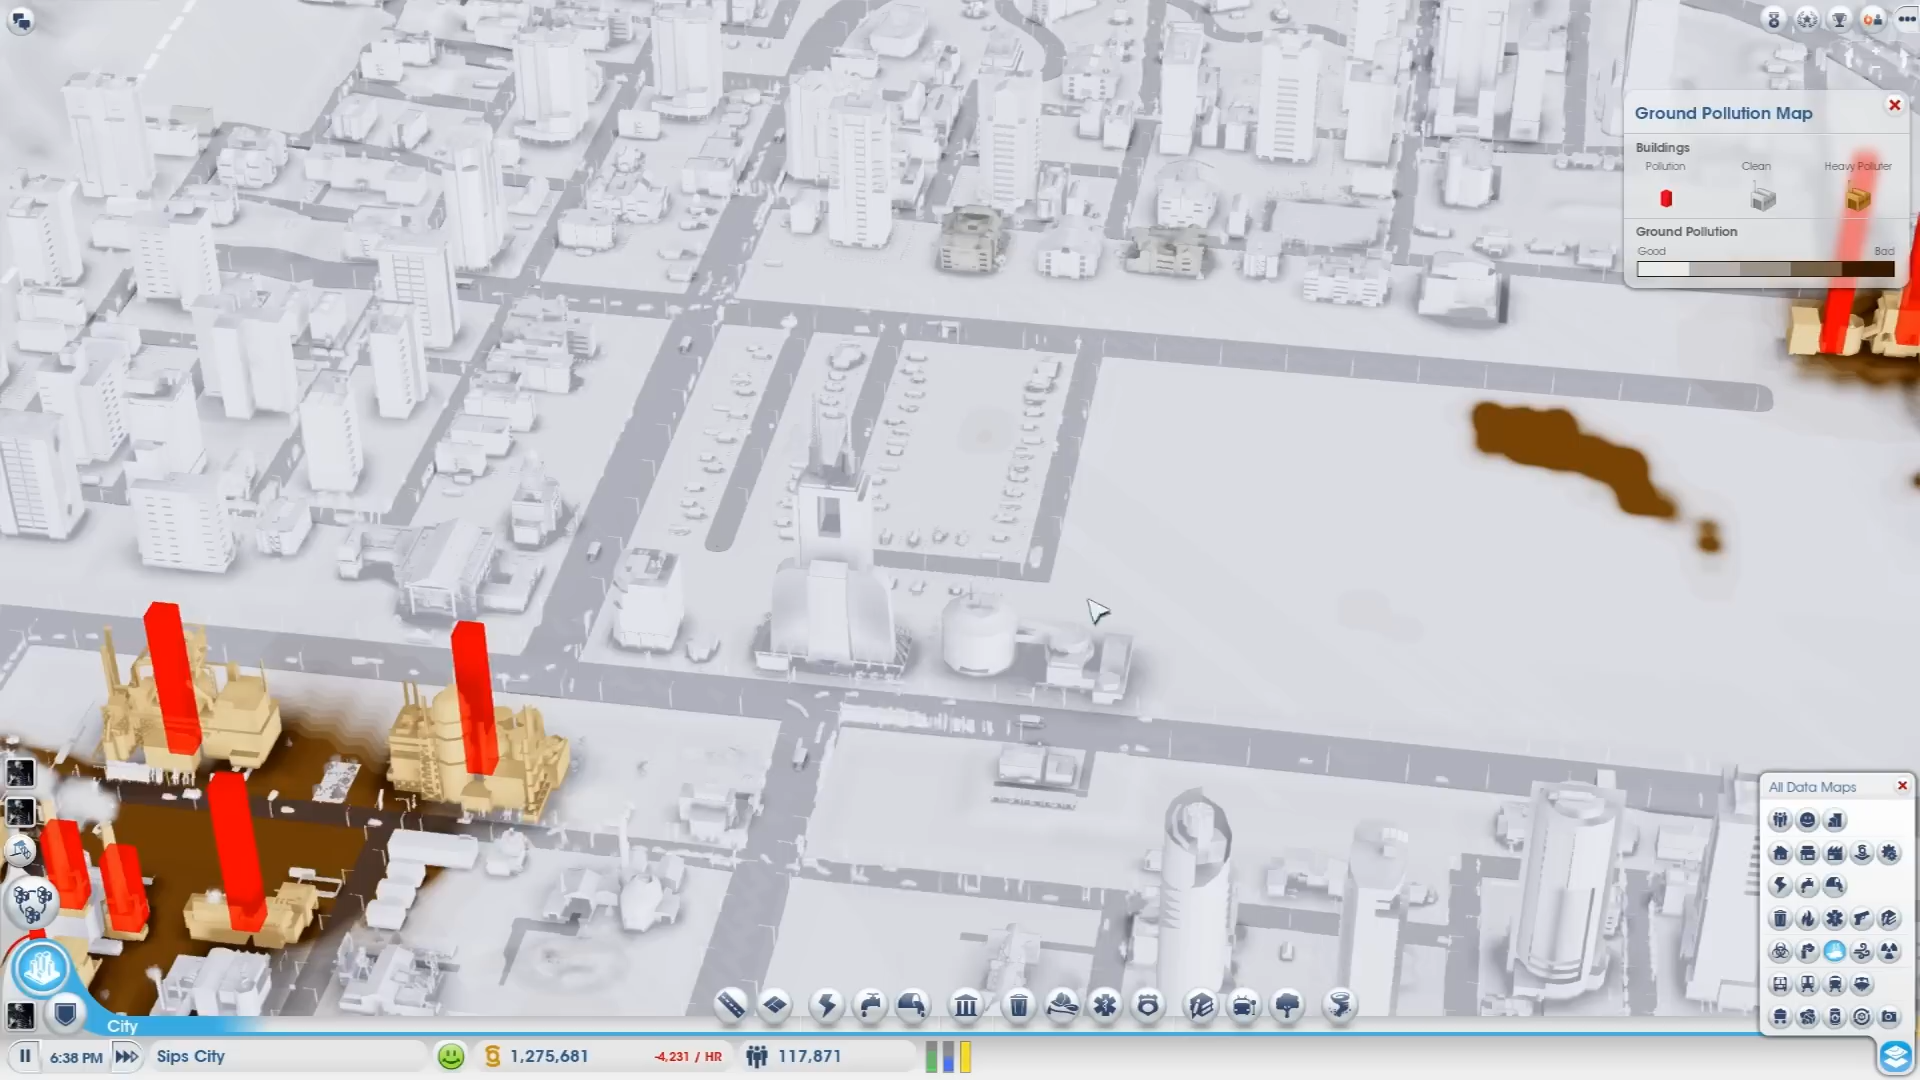 Ground Pollution Map
Buildings
Pollution Clean Heavy Polluter
Ground Pollution
Good Bad
All Data Maps
City
6:38 PM Sips City 1,275,681 -4,231 / HR 117,871